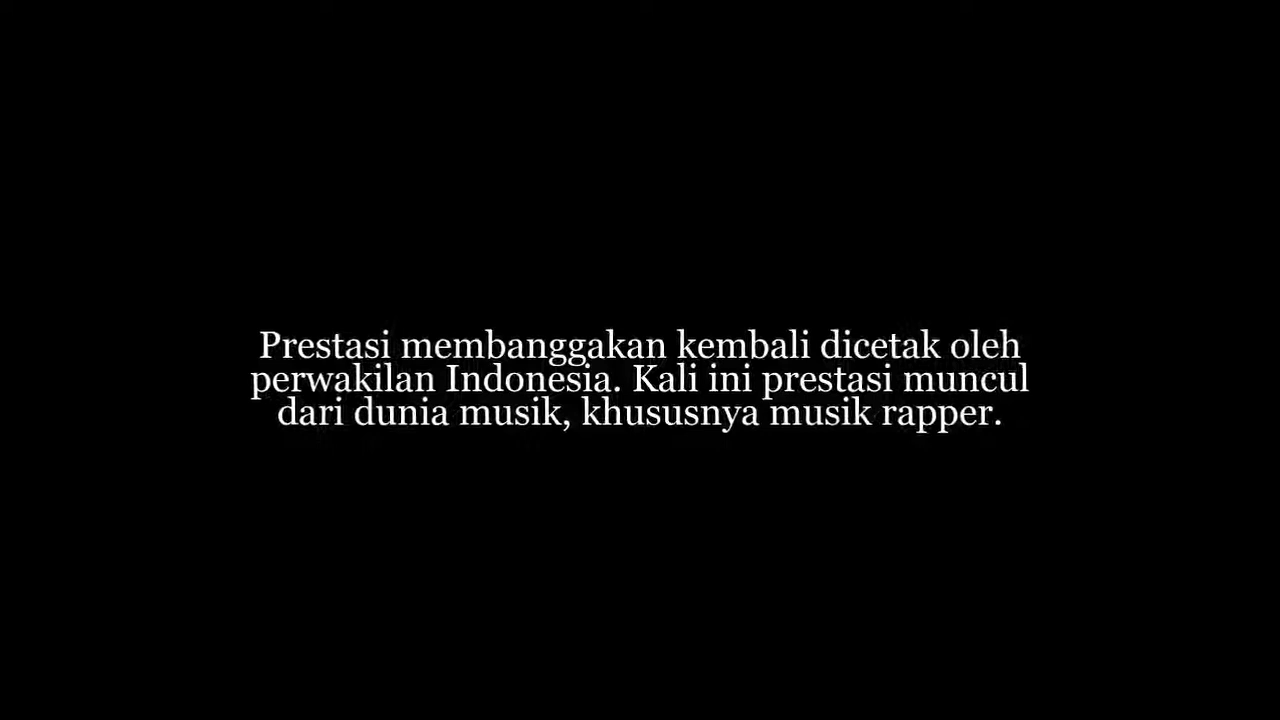 Prestasi membanggakan kembali dicetak oleh
perwakilan Indonesia. Kali ini prestasi muncul
dari dunia musik, khususnya musik rapper.